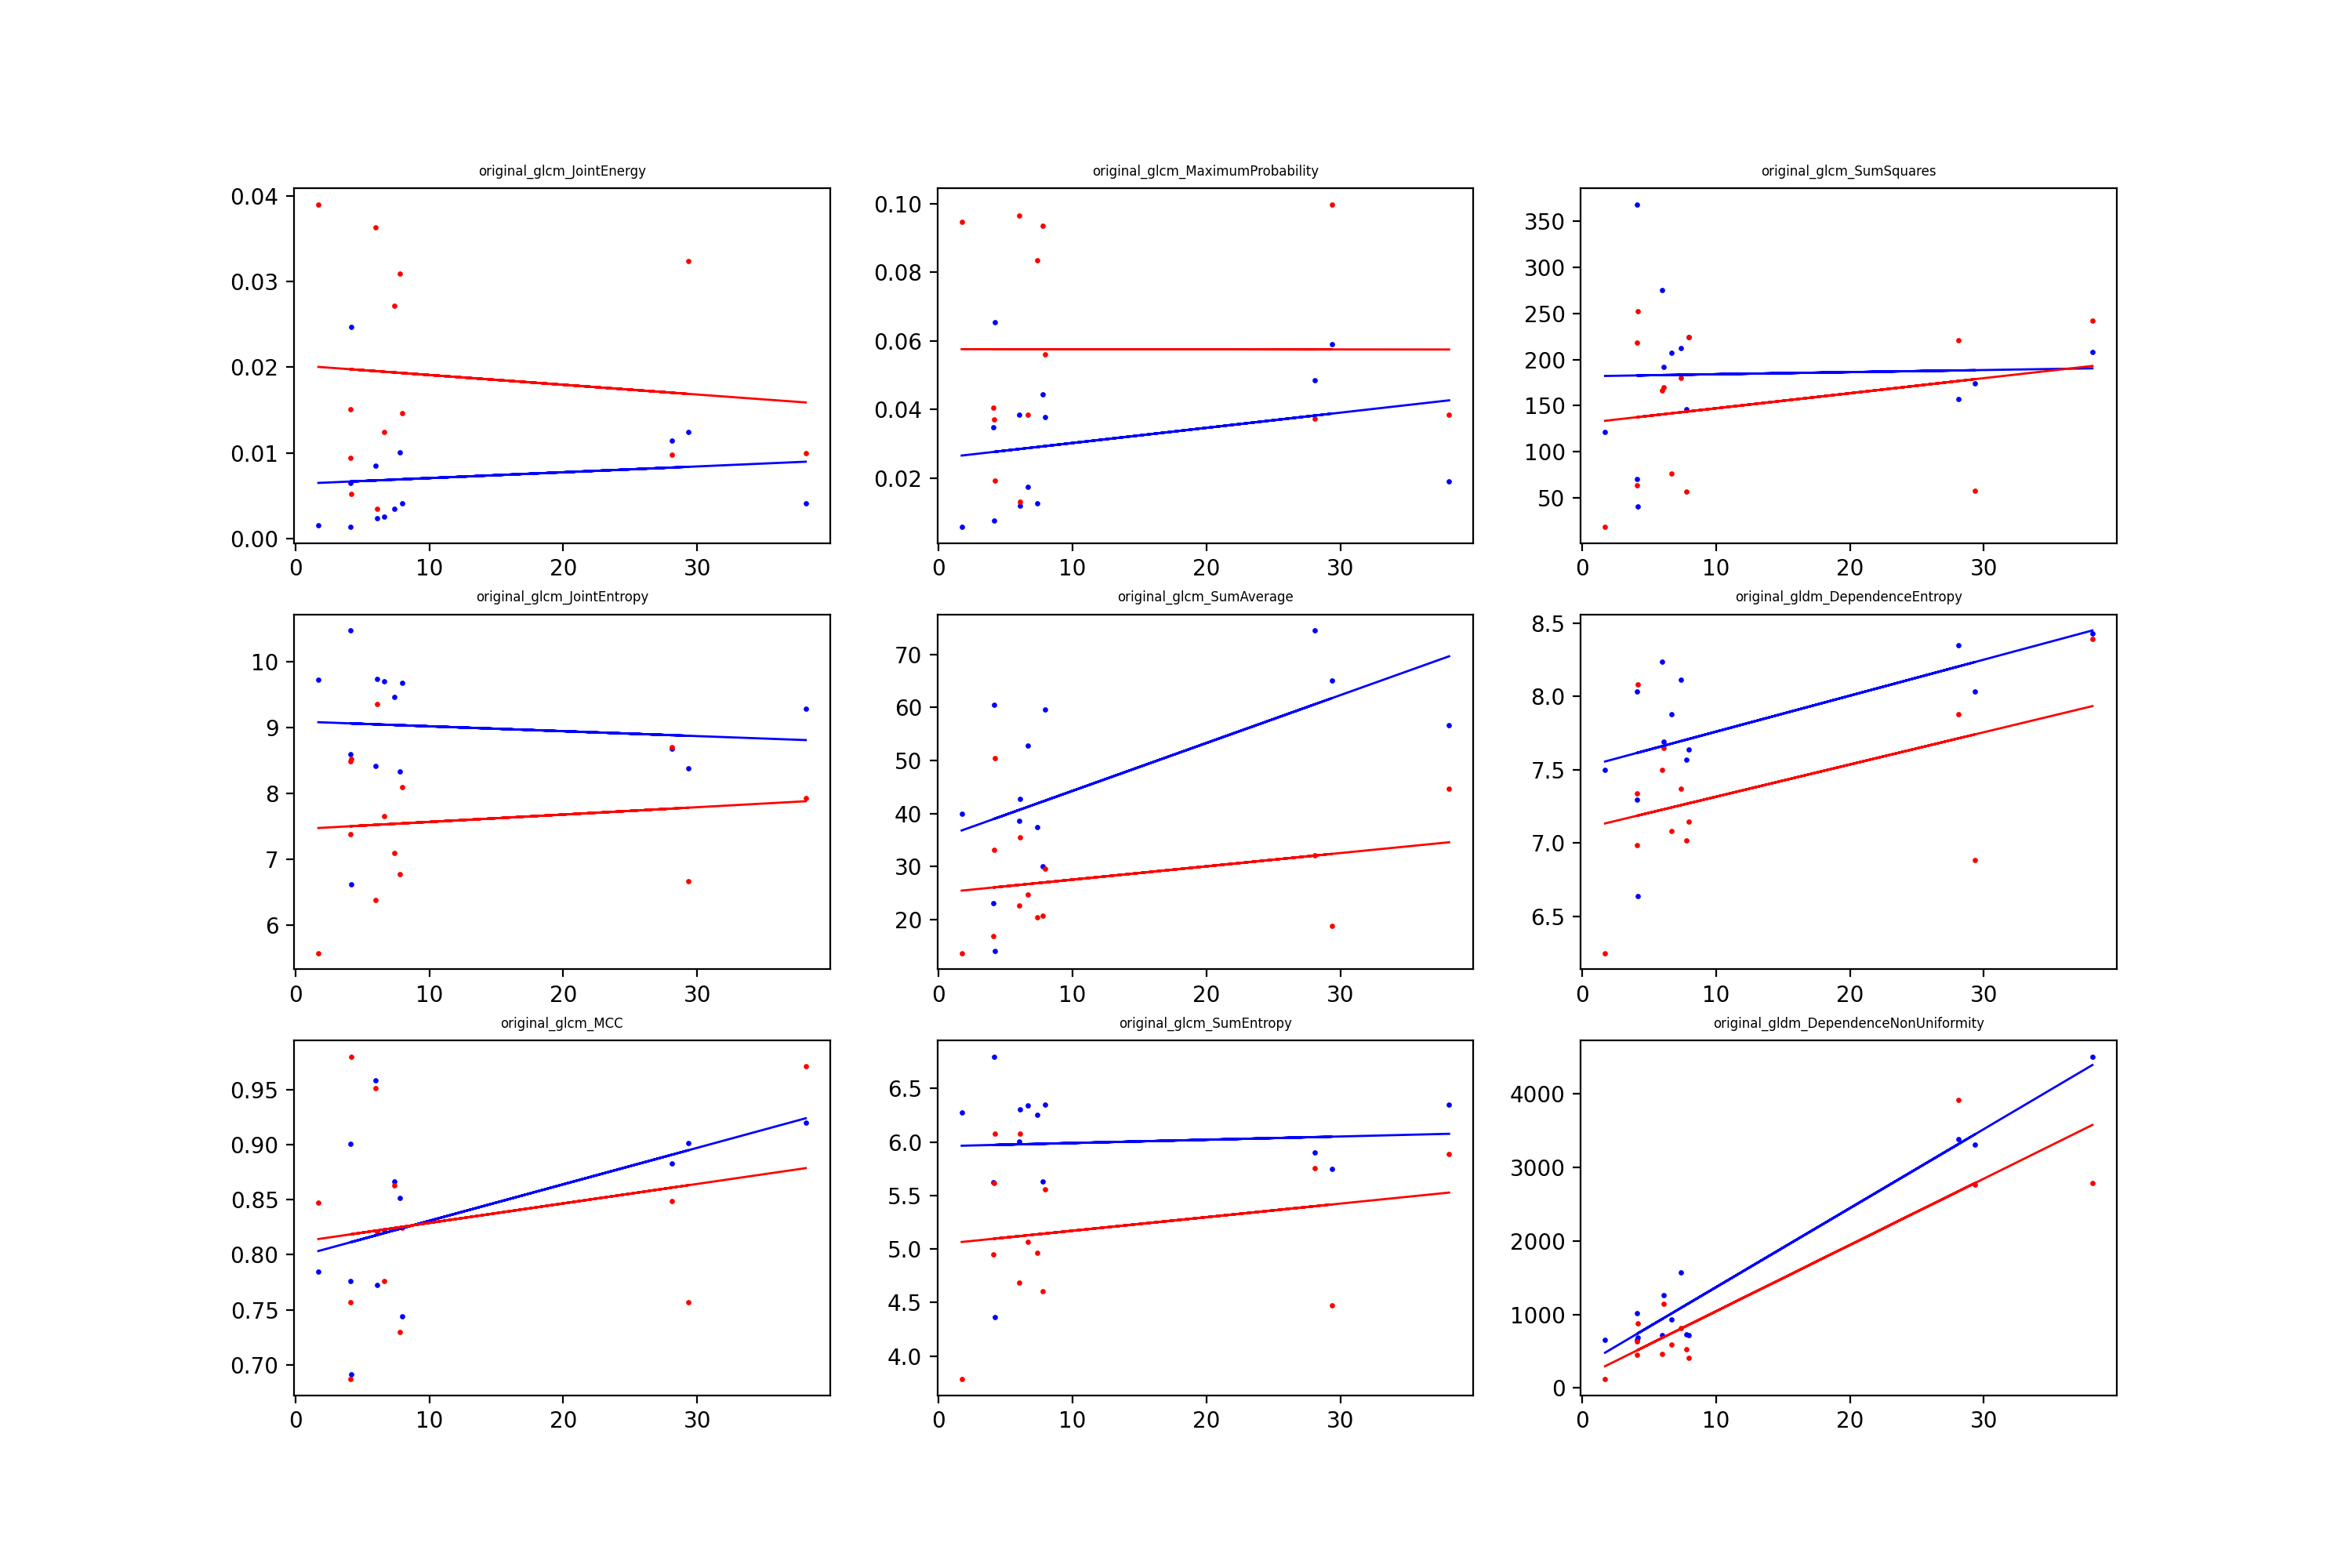 original_glcm_JointEnergy
0.04
0.03
0.02
0.01
0.00
0 10 20 30
original_glcm_MaximumProbability
0.10
0.08
0.06
0.04
0.02
0 10 20 30
original_glcm_SumSquares
350
300
250
200
150
100
50
0 10 20 30
original_glcm_JointEntropy
10
9
8
7
6
0 10 20 30
original_glcm_SumAverage
70
60
50
40
30
20
0 10 20 30
original_gldm_DependenceEntropy
8.5
8.0
7.5
7.0
6.5
0 10 20 30
original_glcm_MCC
0.95
0.90
0.85
0.80
0.75
0.70
0 10 20 30
original_glcm_SumEntropy
6.5
6.0
5.5
5.0
4.5
4.0
0 10 20 30
original_gldm_DependenceNonUniformity
4000
3000
2000
1000
0
0 10 20 30